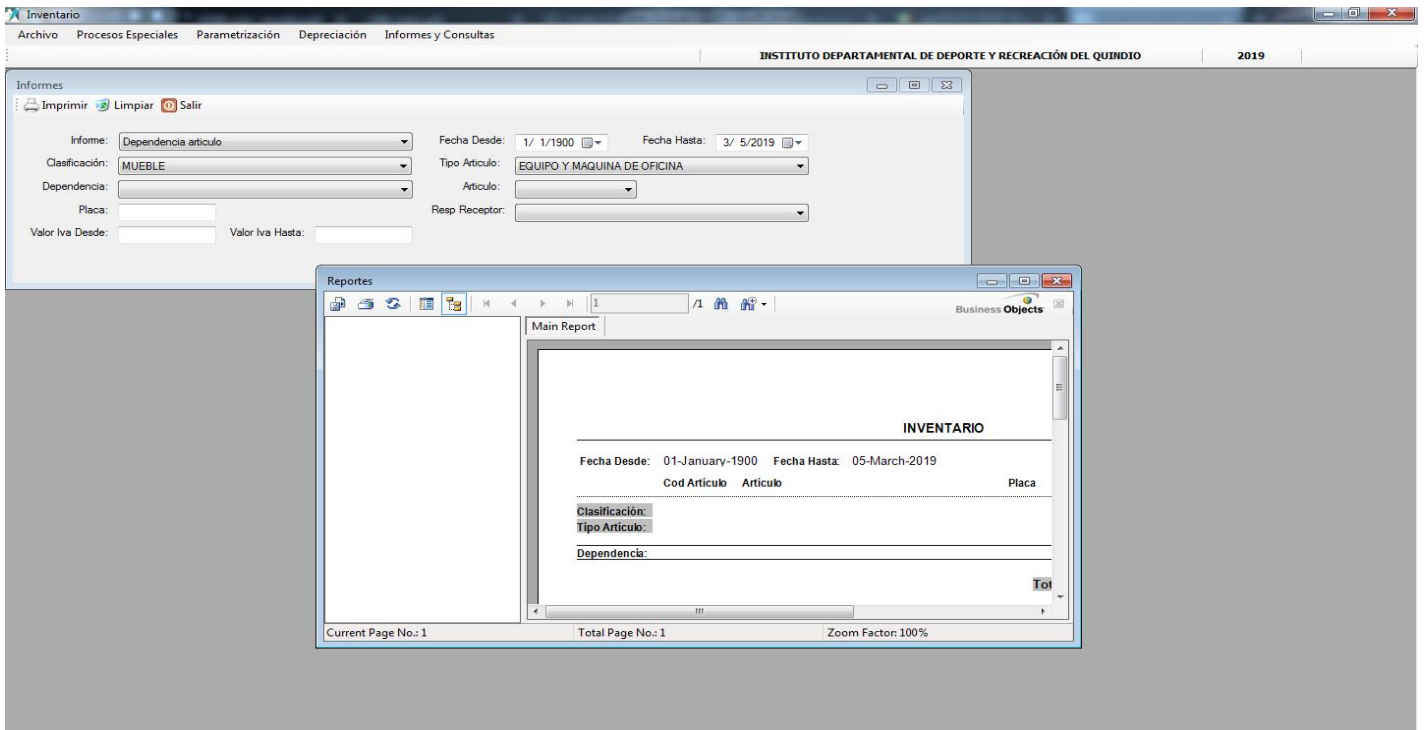 Inventario
Archivo Procesos Especiales Parametrización Depreciación Informes y Consultas
INSTITUTO DEPARTAMENTAL DE DEPORTE Y RECREACIÓN DEL QUINDIO 2019
Informes
Imprimir Limpiar Salir
Informe: Dependencia articulo Fecha Desde: 1/ 1/1900 Fecha Hasta: 3/ 5/2019
Clasificación: MUEBLE Tipo Articulo: EQUIPO Y MAQUINA DE OFICINA
Dependencia: Articulo:
Placa: Resp Receptor:
Valor Iva Desde: Valor Iva Hasta:
Reportes
1 /1 Business Objects
Main Report
INVENTARIO
Fecha Desde: 01-January-1900 Fecha Hasta: 05-March-2019
Cod Articulo Articulo Placa
Clasificación:
Tipo Articulo:
Dependencia:
Tot
Current Page No.: 1 Total Page No.: 1 Zoom Factor: 100%